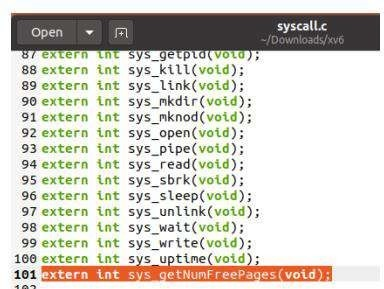 Open
syscall.c
~/Downloads/xv6
87 extern int sys_getpid(void);
88 extern int sys_kill(void);
89 extern int sys_link(void);
90 extern int sys_mkdir(void);
91 extern int sys_mknod(void);
92 extern int sys_open(void);
93 extern int sys_pipe(void);
94 extern int sys_read(void);
95 extern int sys_sbrk(void);
96 extern int sys_sleep(void);
97 extern int sys_unlink(void);
98 extern int sys_wait(void);
99 extern int sys_write(void);
100 extern int sys_uptime(void);
101 extern int sys_getNumFreePages(void);
102